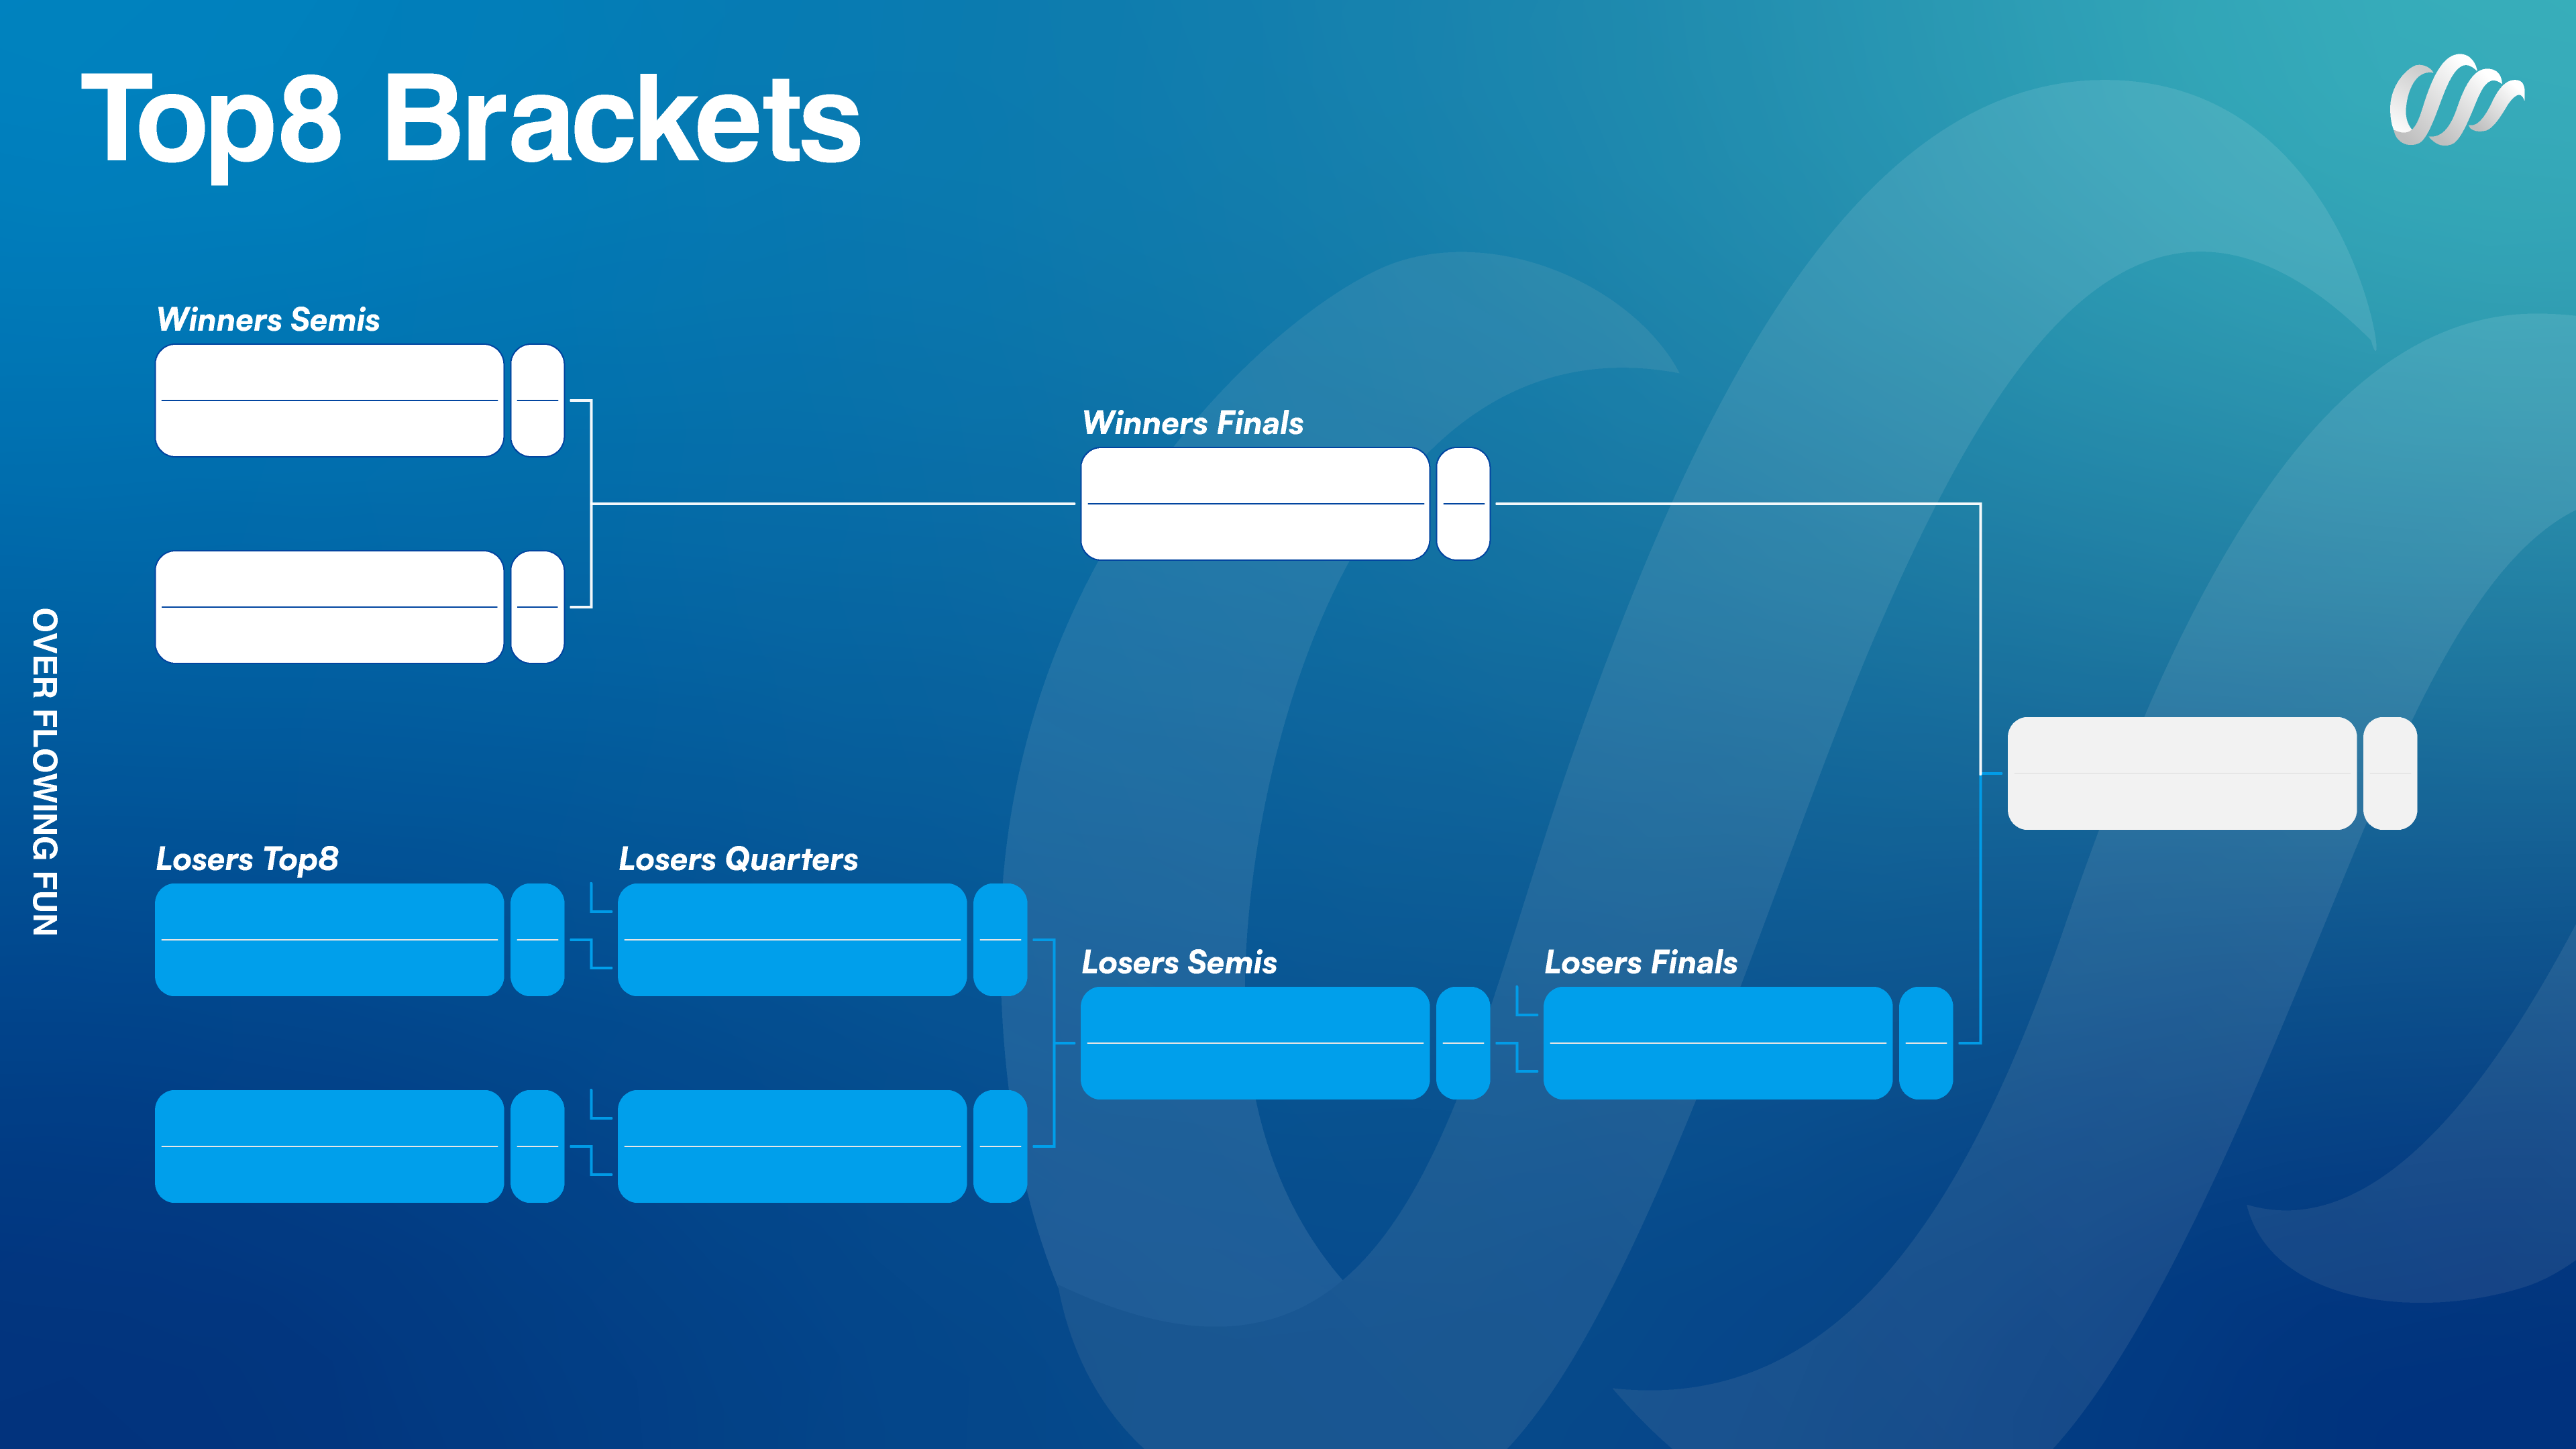 Top8 Brackets
Winners Semis
Winners Finals
OVER FLOWING FUN
Losers Top8
Losers Quarters
Losers Semis
Losers Finals